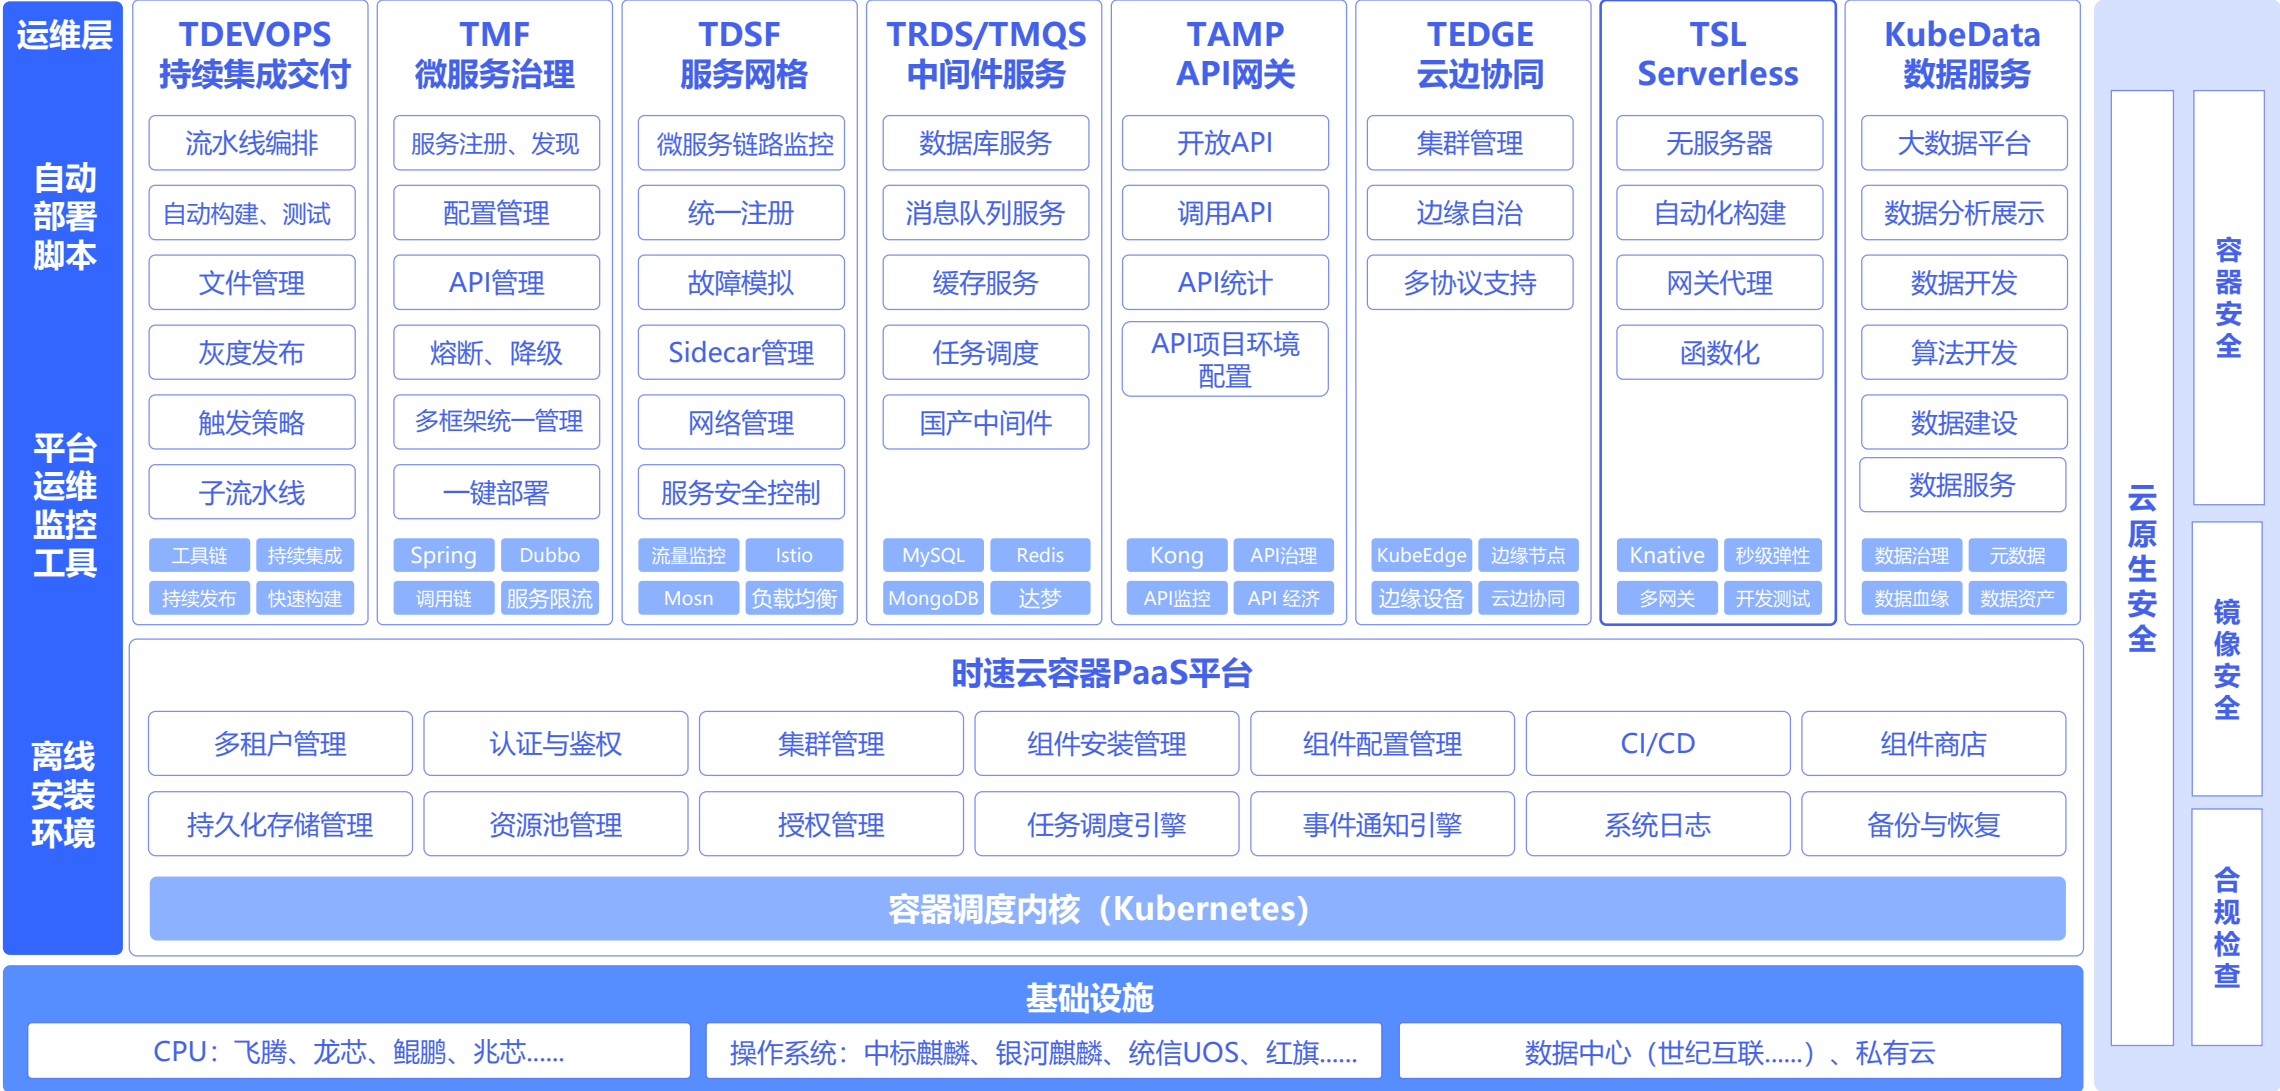 运维层
自动
部署
脚本
平台
运维
监控
工具
离线
安装
环境
TDEVOPS
持续集成交付
流水线编排
自动构建、测试
文件管理
灰度发布
触发策略
子流水线
工具链
持续集成
持续发布
快速构建
TMF
微服务治理
服务注册、发现
配置管理
API管理
熔断、降级
多框架统一管理
一键部署
Spring
Dubbo
调用链
服务限流
TDSF
服务网格
微服务链路监控
统一注册
故障模拟
Sidecar管理
网络管理
服务安全控制
流量监控
Istio
Mosn
负载均衡
TRDS/TMQS
中间件服务
数据库服务
消息队列服务
缓存服务
任务调度
国产中间件
MySQL
Redis
MongoDB
达梦
TAMP
API网关
开放API
调用API
API统计
API项目环境
配置
Kong
API治理
API监控
API 经济
TEDGE
云边协同
集群管理
边缘自治
多协议支持
KubeEdge
边缘节点
边缘设备
云边协同
TSL
Serverless
无服务器
自动化构建
网关代理
函数化
Knative
秒级弹性
多网关
开发测试
KubeData
数据服务
大数据平台
数据分析展示
数据开发
算法开发
数据建设
数据服务
数据治理
元数据
数据血缘
数据资产
时速云容器PaaS平台
多租户管理
认证与鉴权
集群管理
组件安装管理
组件配置管理
CI/CD
组件商店
持久化存储管理
资源池管理
授权管理
任务调度引擎
事件通知引擎
系统日志
备份与恢复
容器调度内核（Kubernetes）
基础设施
CPU：飞腾、龙芯、鲲鹏、兆芯......
操作系统：中标麒麟、银河麒麟、统信UOS、红旗......
数据中心（世纪互联......）、私有云
云原生安全
容器安全
镜像安全
合规检查